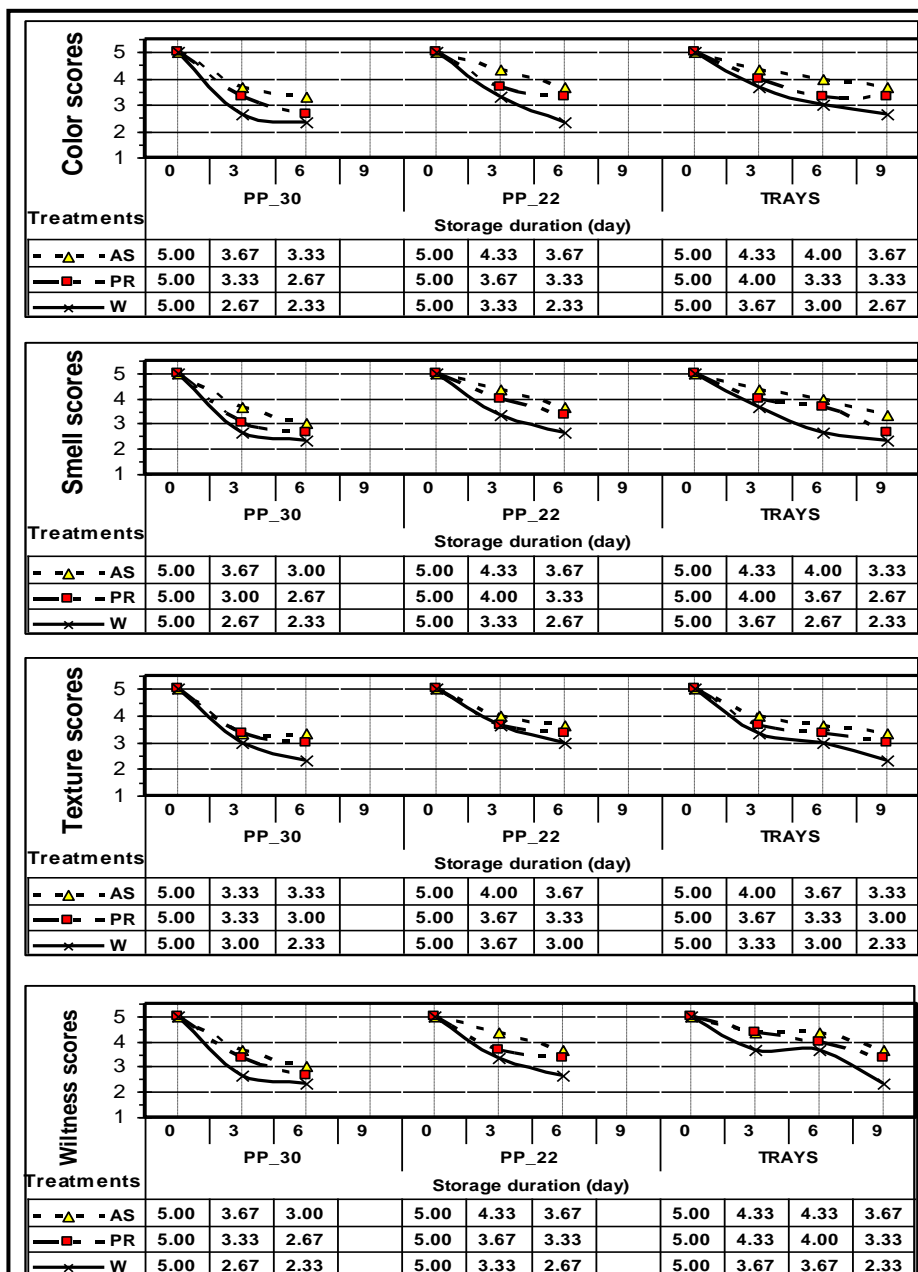 Color scores
5
4
3
2
1
0 3 6 9 0 3 6 9 0 3 6 9
PP_30 PP_22 TRAYS
Treatments Storage duration (day)
AS 5.00 3.67 3.33 5.00 4.33 3.67 5.00 4.33 4.00 3.67
PR 5.00 3.33 2.67 5.00 3.67 3.33 5.00 4.00 3.33 3.33
W 5.00 2.67 2.33 5.00 3.33 2.33 5.00 3.67 3.00 2.67
Smell scores
5
4
3
2
1
0 3 6 9 0 3 6 9 0 3 6 9
PP_30 PP_22 TRAYS
Treatments Storage duration (day)
AS 5.00 3.67 3.00 5.00 4.33 3.67 5.00 4.33 4.00 3.33
PR 5.00 3.00 2.67 5.00 4.00 3.33 5.00 4.00 3.67 2.67
W 5.00 2.67 2.33 5.00 3.33 2.67 5.00 3.67 2.67 2.33
Texture scores
5
4
3
2
1
0 3 6 9 0 3 6 9 0 3 6 9
PP_30 PP_22 TRAYS
Treatments Storage duration (day)
AS 5.00 3.33 3.33 5.00 4.00 3.67 5.00 4.00 3.67 3.33
PR 5.00 3.33 3.00 5.00 3.67 3.33 5.00 3.67 3.33 3.00
W 5.00 3.00 2.33 5.00 3.67 3.00 5.00 3.33 3.00 2.33
Wiltness scores
5
4
3
2
1
0 3 6 9 0 3 6 9 0 3 6 9
PP_30 PP_22 TRAYS
Treatments Storage duration (day)
AS 5.00 3.67 3.00 5.00 4.33 3.67 5.00 4.33 4.33 3.67
PR 5.00 3.33 2.67 5.00 3.67 3.33 5.00 4.33 4.00 3.33
W 5.00 2.67 2.33 5.00 3.33 2.67 5.00 3.67 3.67 2.33